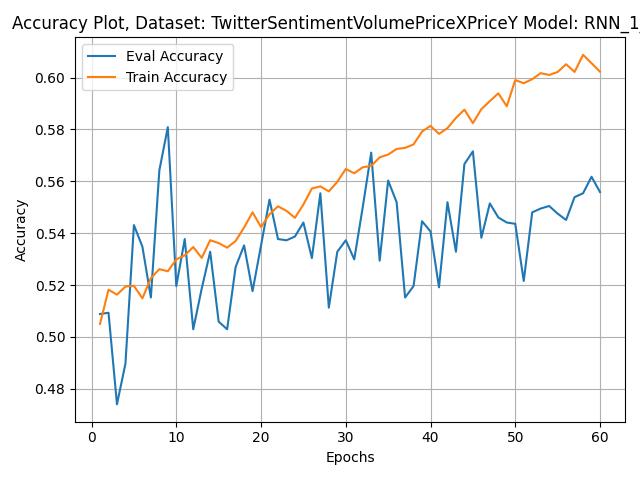 Accuracy Plot, Dataset: TwitterSentimentVolumePriceXPriceY Model: RNN_1
Eval Accuracy
Train Accuracy
0.60
0.58
0.56
0.54
0.52
0.50
0.48
Accuracy
0 10 20 30 40 50 60
Epochs